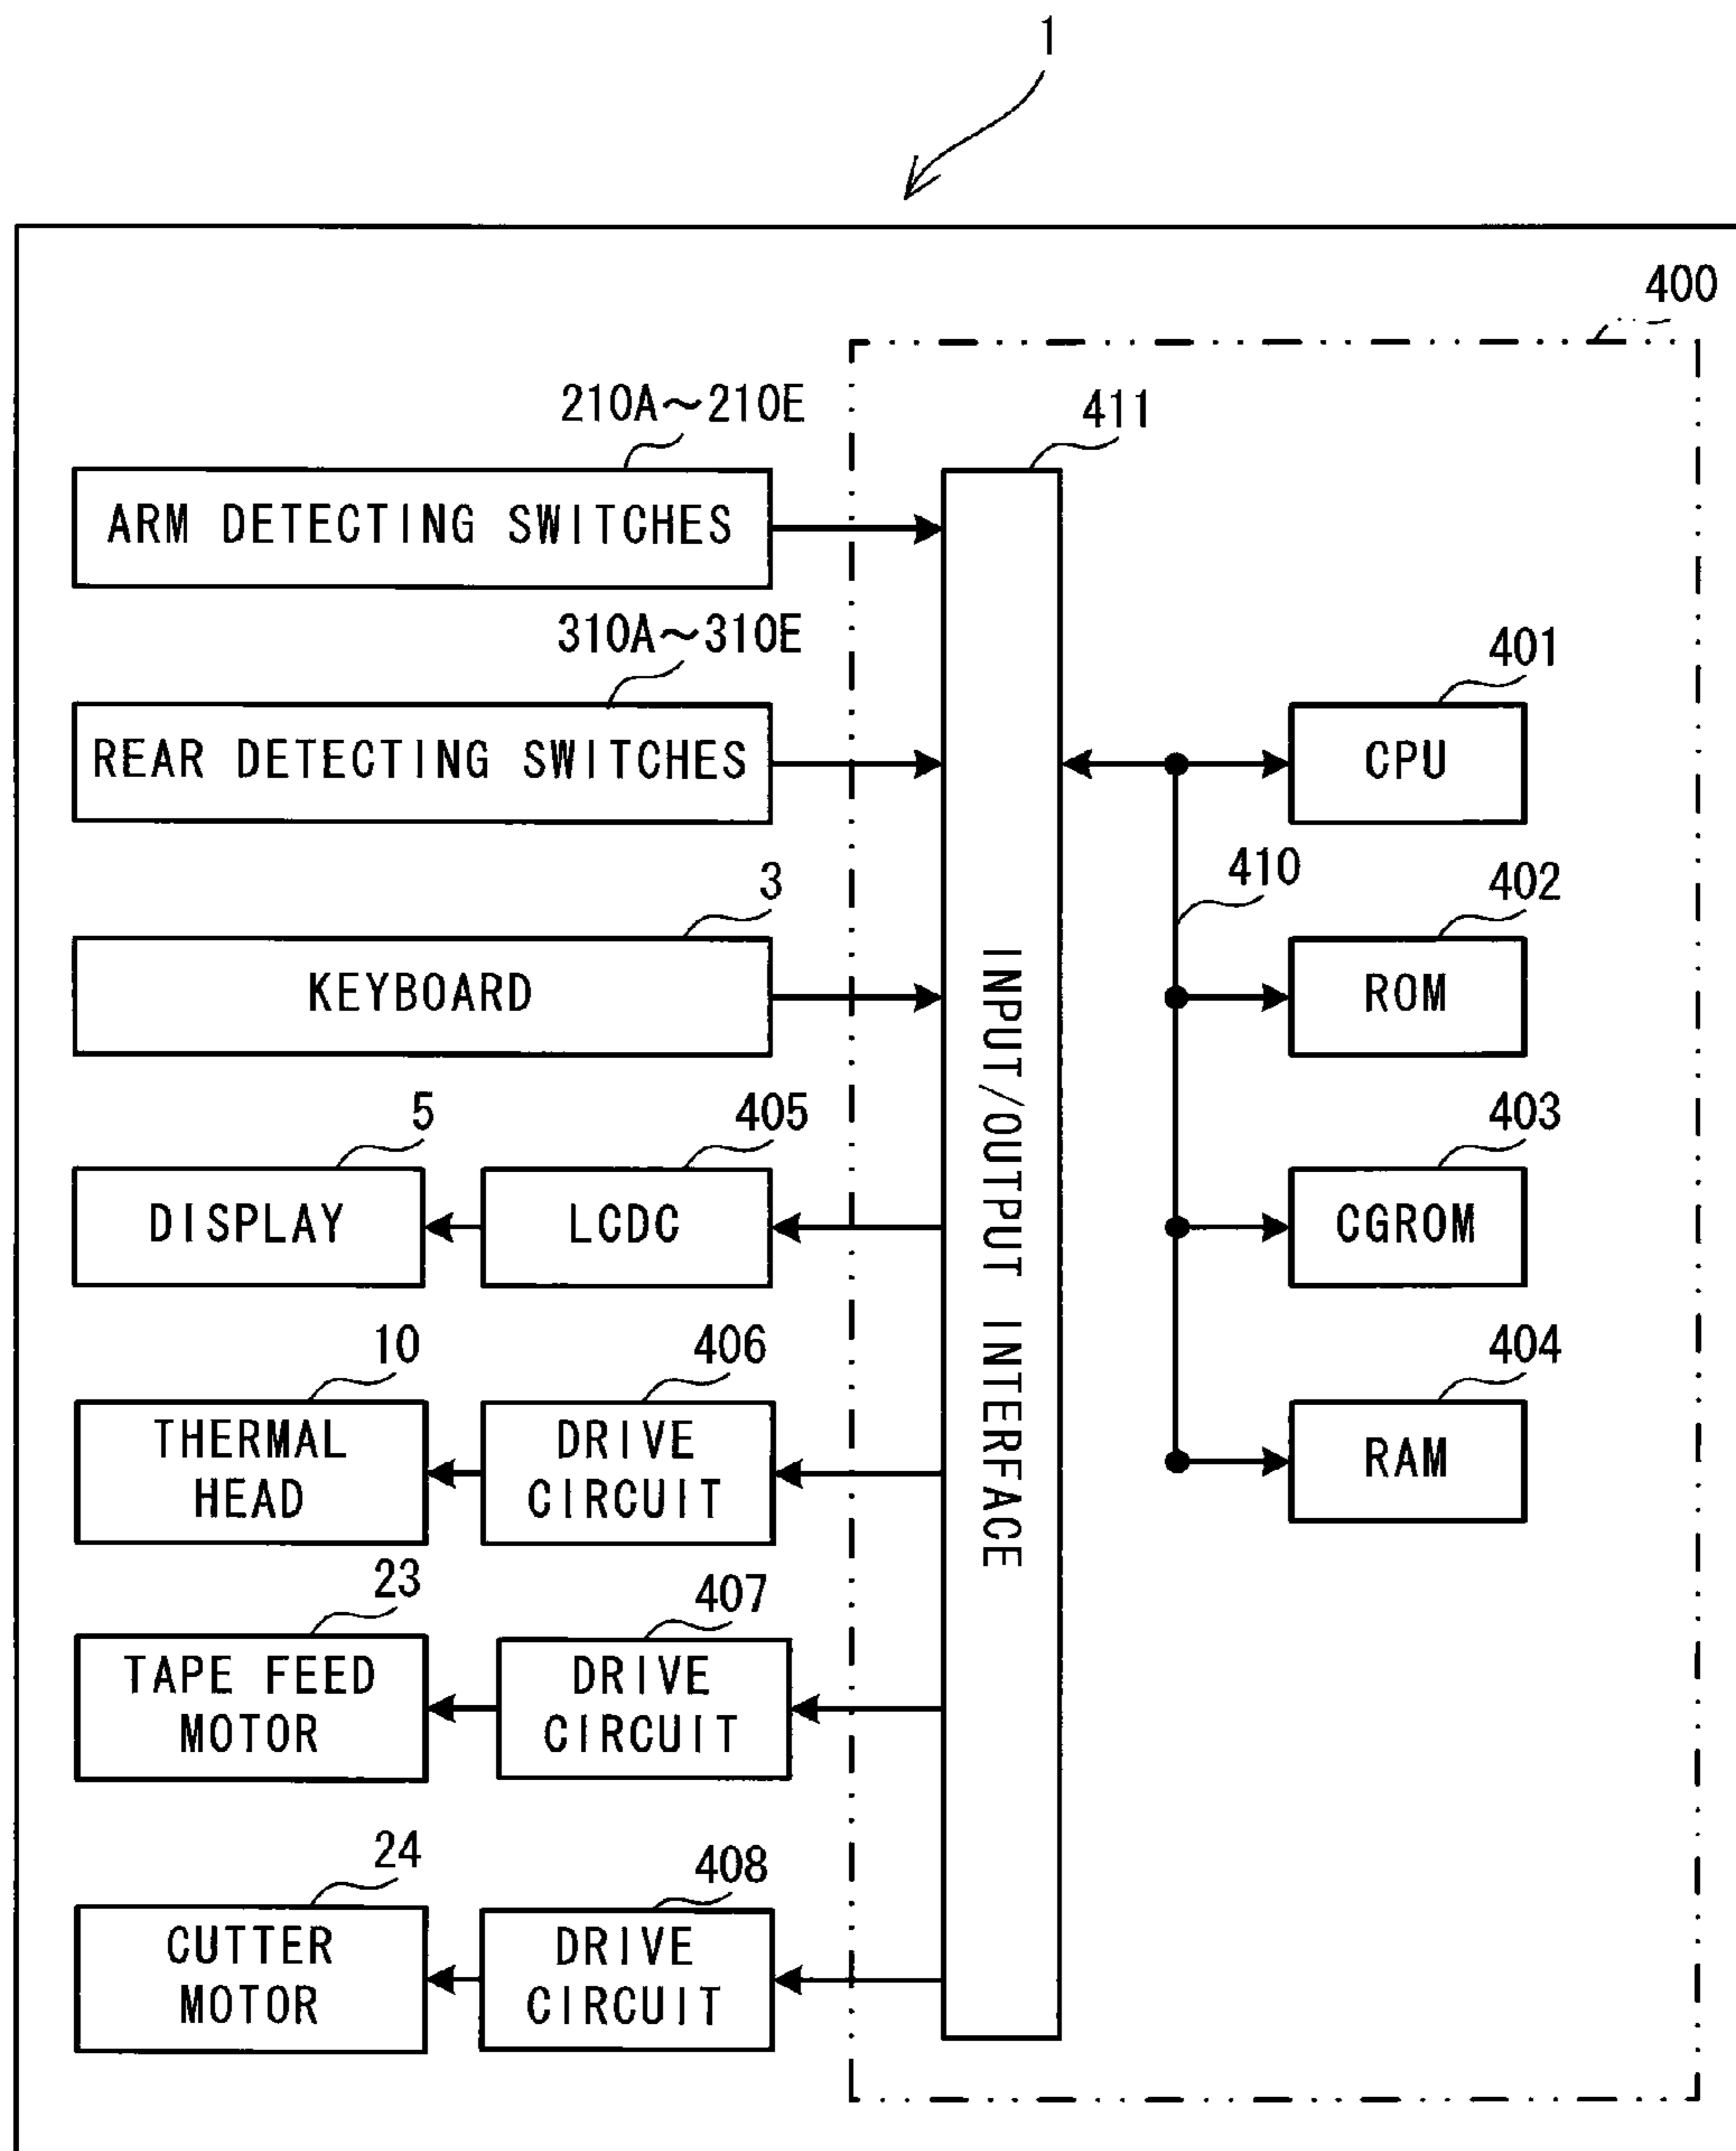 1
400
210A~210E
411
ARM DETECTING SWITCHES
310A~310E
401
REAR DETECTING SWITCHES
CPU
3
410
402
KEYBOARD
ROM
INPUT/OUTPUT INTERFACE
5
405
403
DISPLAY
LCDC
CGROM
10
406
404
THERMAL
HEAD
DRIVE
CIRCUIT
RAM
23
407
TAPE FEED
MOTOR
DRIVE
CIRCUIT
24
408
CUTTER
MOTOR
DRIVE
CIRCUIT